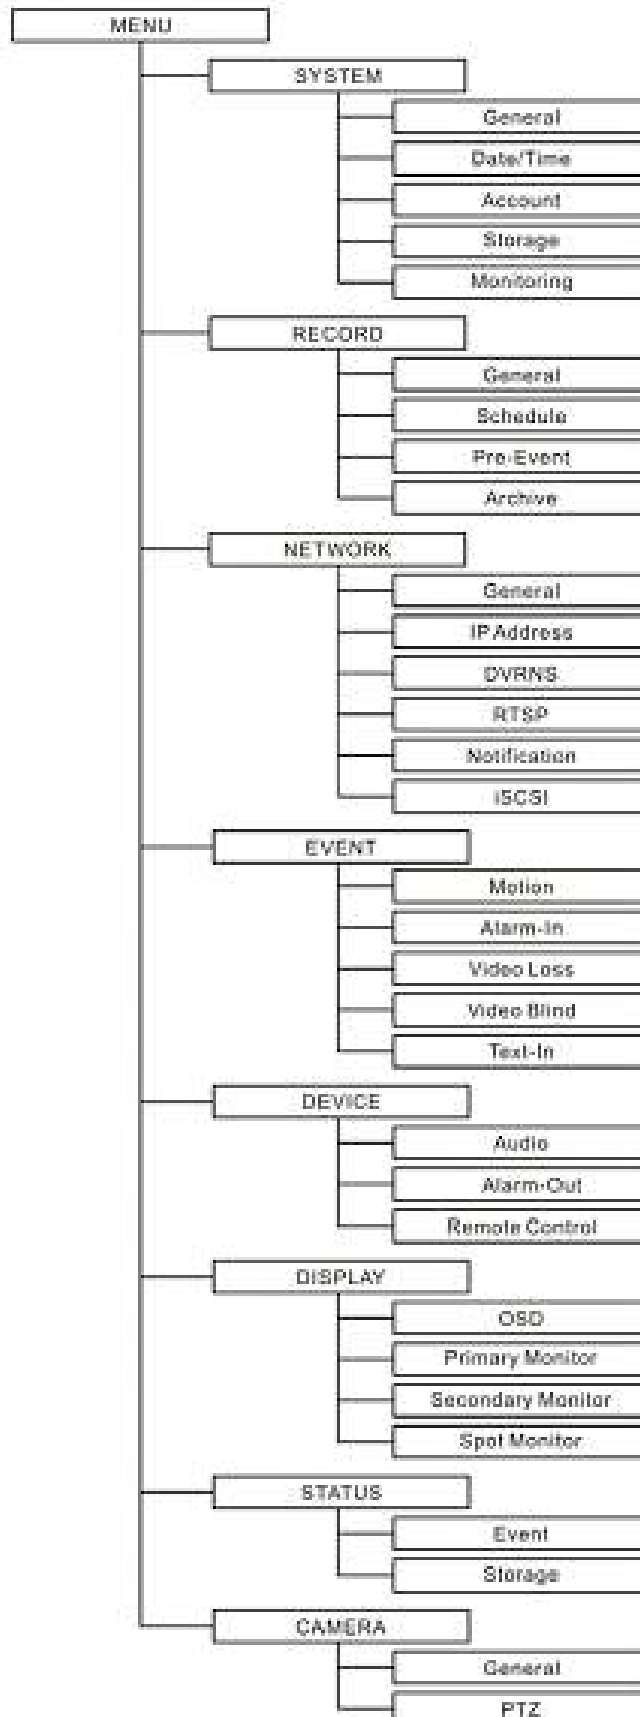 MENU
SYSTEM
General
Date/Time
Account
Storage
Monitoring
RECORD
General
Schedule
Pre-Event
Archive
NETWORK
General
IP Address
DVRNS
RTSP
Notification
iSCSI
EVENT
Motion
Alarm-In
Video Loss
Video Blind
Text-In
DEVICE
Audio
Alarm-Out
Remote Control
DISPLAY
OSD
Primary Monitor
Secondary Monitor
Spot Monitor
STATUS
Event
Storage
CAMERA
General
PTZ